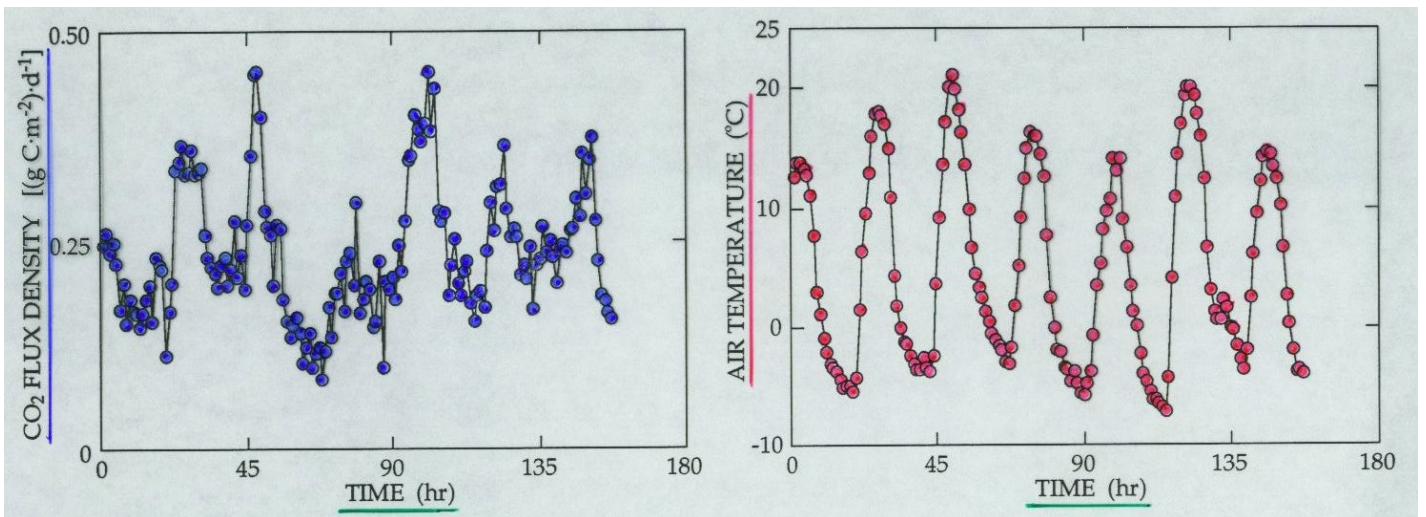 0.50
0.25
0
CO₂ FLUX DENSITY [(g C·m⁻²)·d⁻¹]
0 45 90 135 180
TIME (hr)
25
20
10
0
-10
AIR TEMPERATURE (ºC)
0 45 90 135 180
TIME (hr)